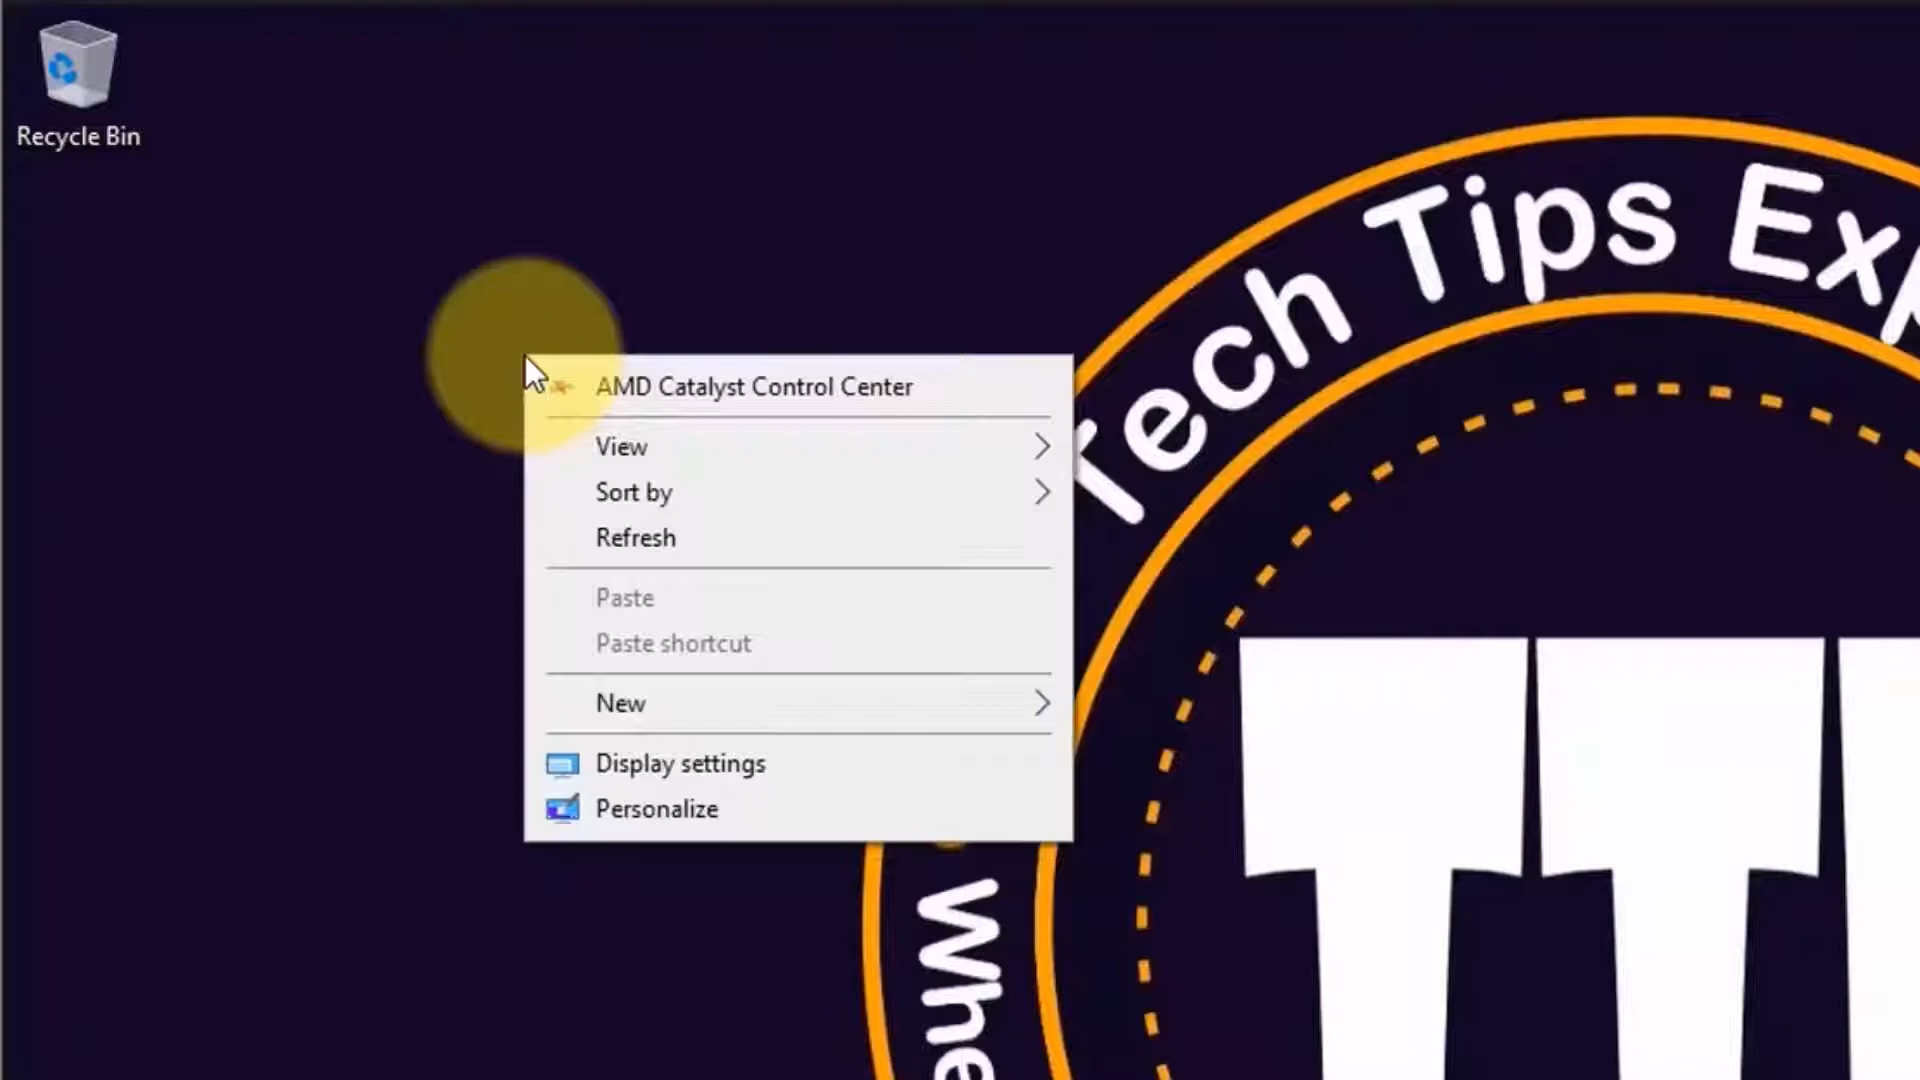 Recycle Bin
Tech Tips Exp
AMD Catalyst Control Center
View
Sort by
Refresh
Paste
Paste shortcut
New
Display settings
Personalize
Whe
TT